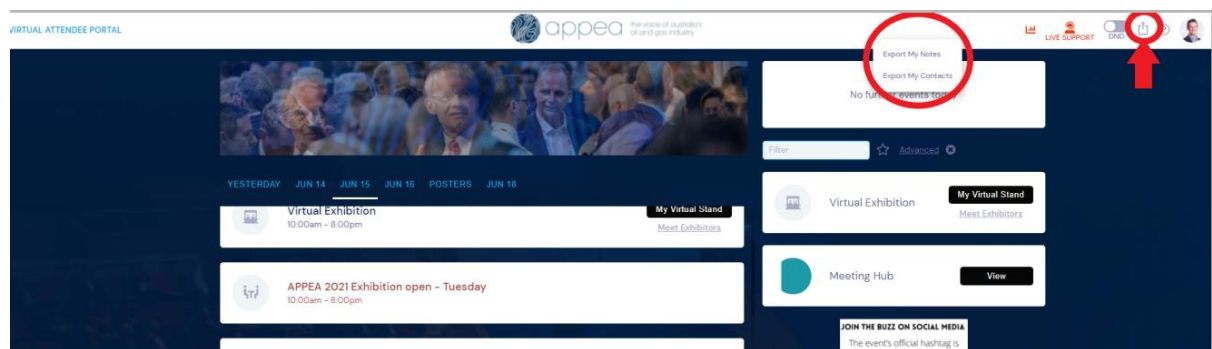 VIRTUAL ATTENDEE PORTAL
appea
the voice of australia's
oil and gas industry
LIVE SUPPORT
DND
Export My Notes
Export My Contacts
No further events today
Filter
Advanced
YESTERDAY JUN 14 JUN 15 JUN 16 POSTERS JUN 18
Virtual Exhibition
10:00am - 8:00pm
My Virtual Stand
Meet Exhibitors
APPEA 2021 Exhibition open - Tuesday
10:00am - 8:00pm
Virtual Exhibition
My Virtual Stand
Meet Exhibitors
Meeting Hub
View
JOIN THE BUZZ ON SOCIAL MEDIA
The event's official hashtag is